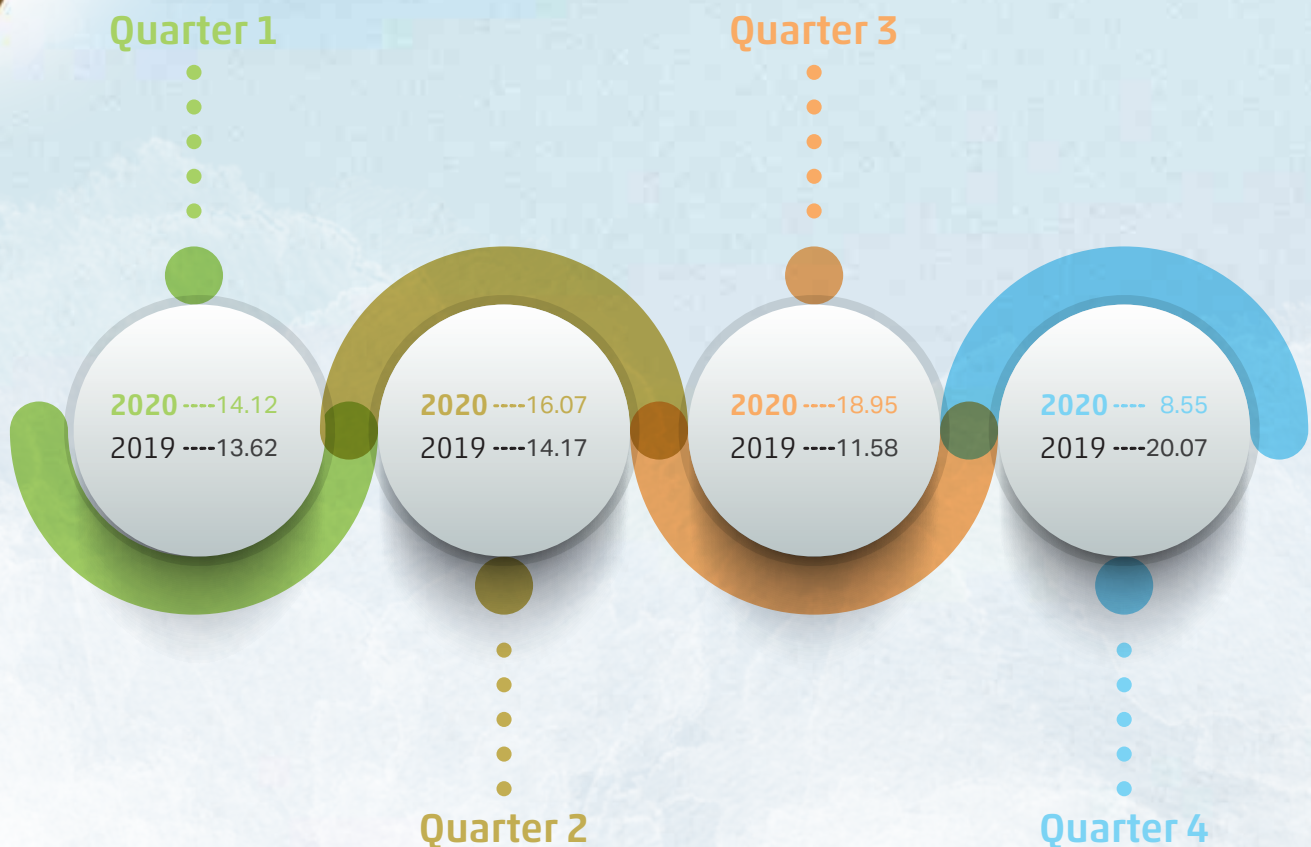 Quarter 1
2020 ----14.12
2019 ----13.62
Quarter 2
2020 ----16.07
2019 ----14.17
Quarter 3
2020 ----18.95
2019 ----11.58
Quarter 4
2020 ---- 8.55
2019 ----20.07